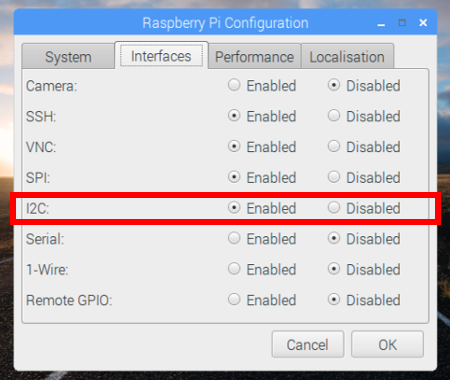 Raspberry Pi Configuration
System Interfaces Performance Localisation
Camera: Enabled Disabled
SSH: Enabled Disabled
VNC: Enabled Disabled
SPI: Enabled Disabled
I2C: Enabled Disabled
Serial: Enabled Disabled
1-Wire: Enabled Disabled
Remote GPIO: Enabled Disabled
Cancel OK